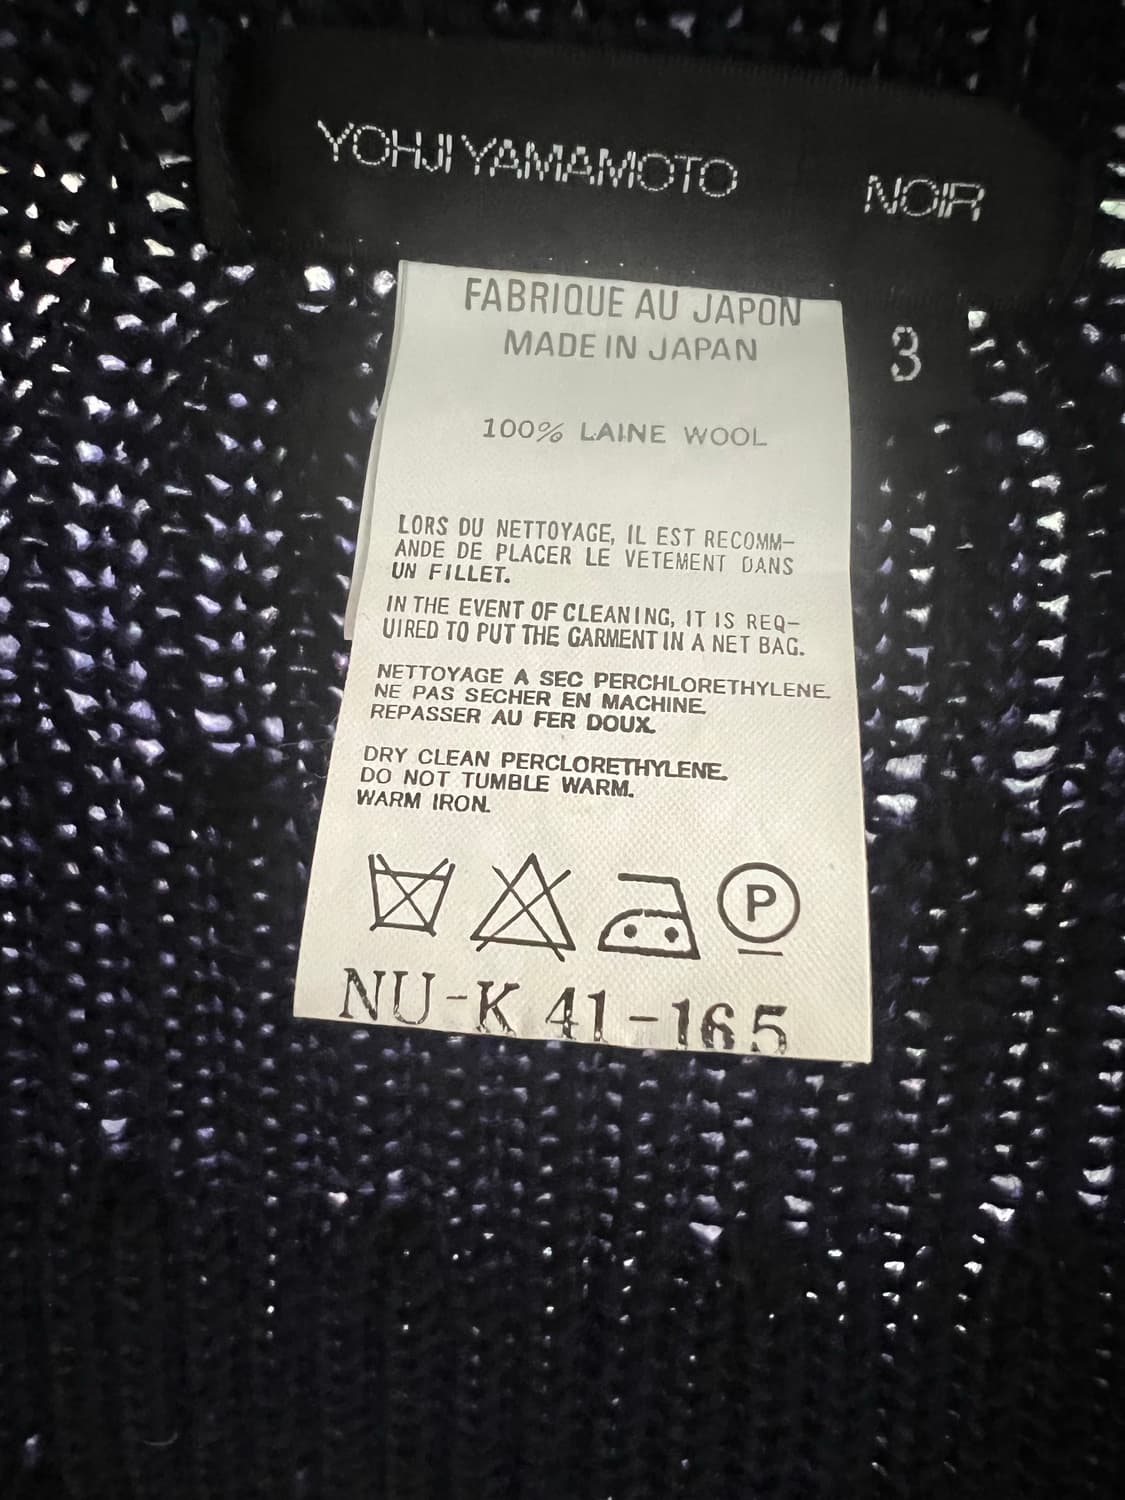 YOHJI YAMAMOTO NOIR
FABRIQUE AU JAPON
MADE IN JAPAN
3
100% LAINE WOOL
LORS DU NETTOYAGE, IL EST RECOMM-
ANDE DE PLACER LE VETEMENT DANS
UN FILLET.
IN THE EVENT OF CLEANING, IT IS REQ-
UIRED TO PUT THE GARMENT IN A NET BAG.
NETTOYAGE A SEC PERCHLORETHYLENE.
NE PAS SECHER EN MACHINE.
REPASSER AU FER DOUX.
DRY CLEAN PERCLORETHYLENE.
DO NOT TUMBLE WARM.
WARM IRON.
P
NU-K41-165